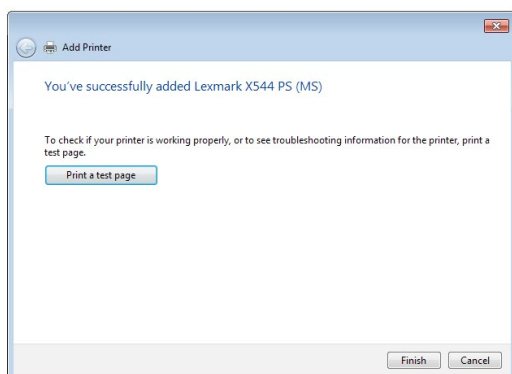 Add Printer
You've successfully added Lexmark X544 PS (MS)
To check if your printer is working properly, or to see troubleshooting information for the printer, print a
test page.
Print a test page
Finish
Cancel